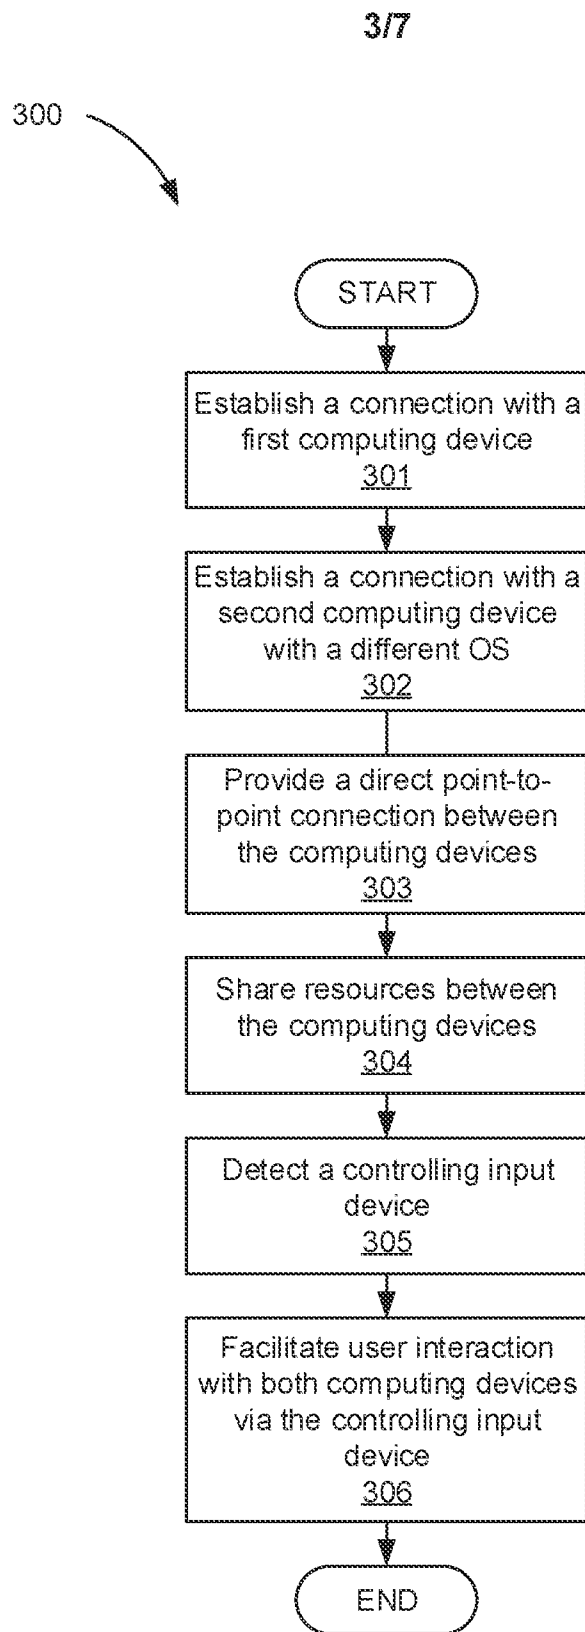 3/7
300
START
Establish a connection with a
first computing device
301
Establish a connection with a
second computing device
with a different OS
302
Provide a direct point-to-
point connection between
the computing devices
303
Share resources between
the computing devices
304
Detect a controlling input
device
305
Facilitate user interaction
with both computing devices
via the controlling input
device
306
END